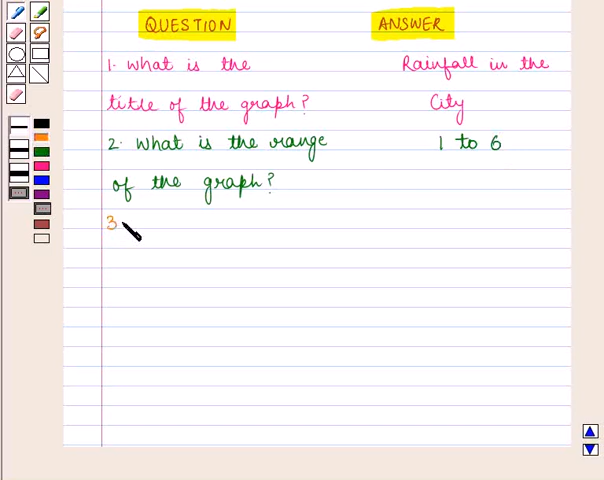 QUESTION ANSWER
1. What is the Rainfall in the
title of the graph? City
2. What is the range 1 to 6
of the graph?
3